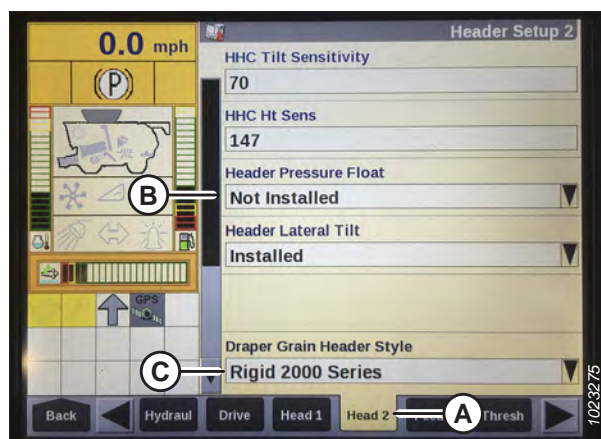 0.0 mph
Header Setup 2
(P)
HHC Tilt Sensitivity
70
HHC Ht Sens
147
Header Pressure Float
B
Not Installed
Header Lateral Tilt
Installed
GPS
Draper Grain Header Style
C
Rigid 2000 Series
Back
Hydraul
Drive
Head 1
Head 2
A
Thresh
1023275